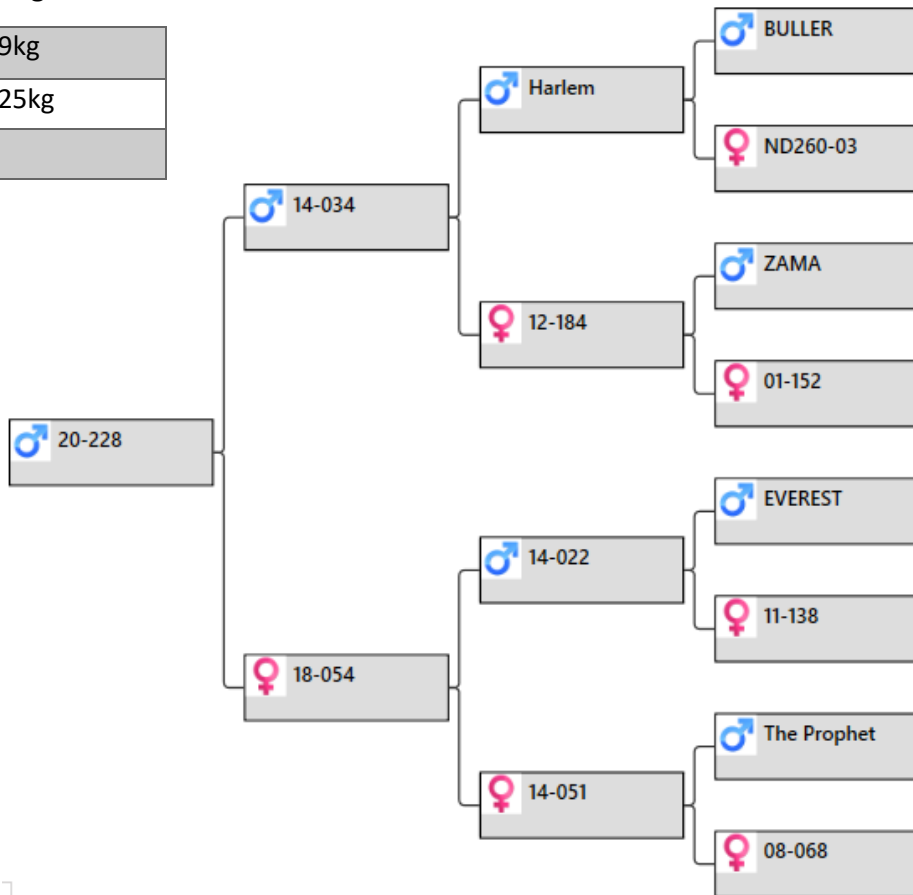 9kg
25kg
BULLER
Harlem
ND260-03
14-034
ZAMA
12-184
01-152
20-228
EVEREST
14-022
11-138
18-054
The Prophet
14-051
08-068